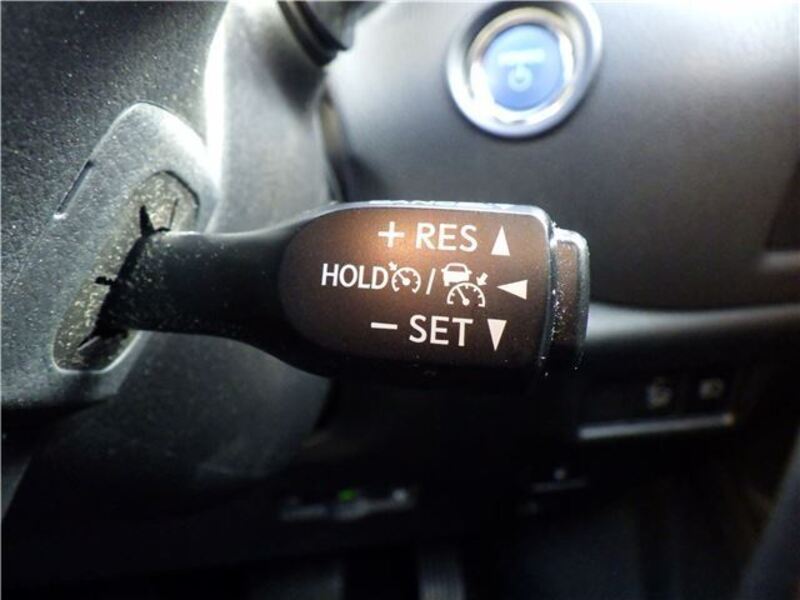 + RES ▲
HOLD / ◄
− SET ▼